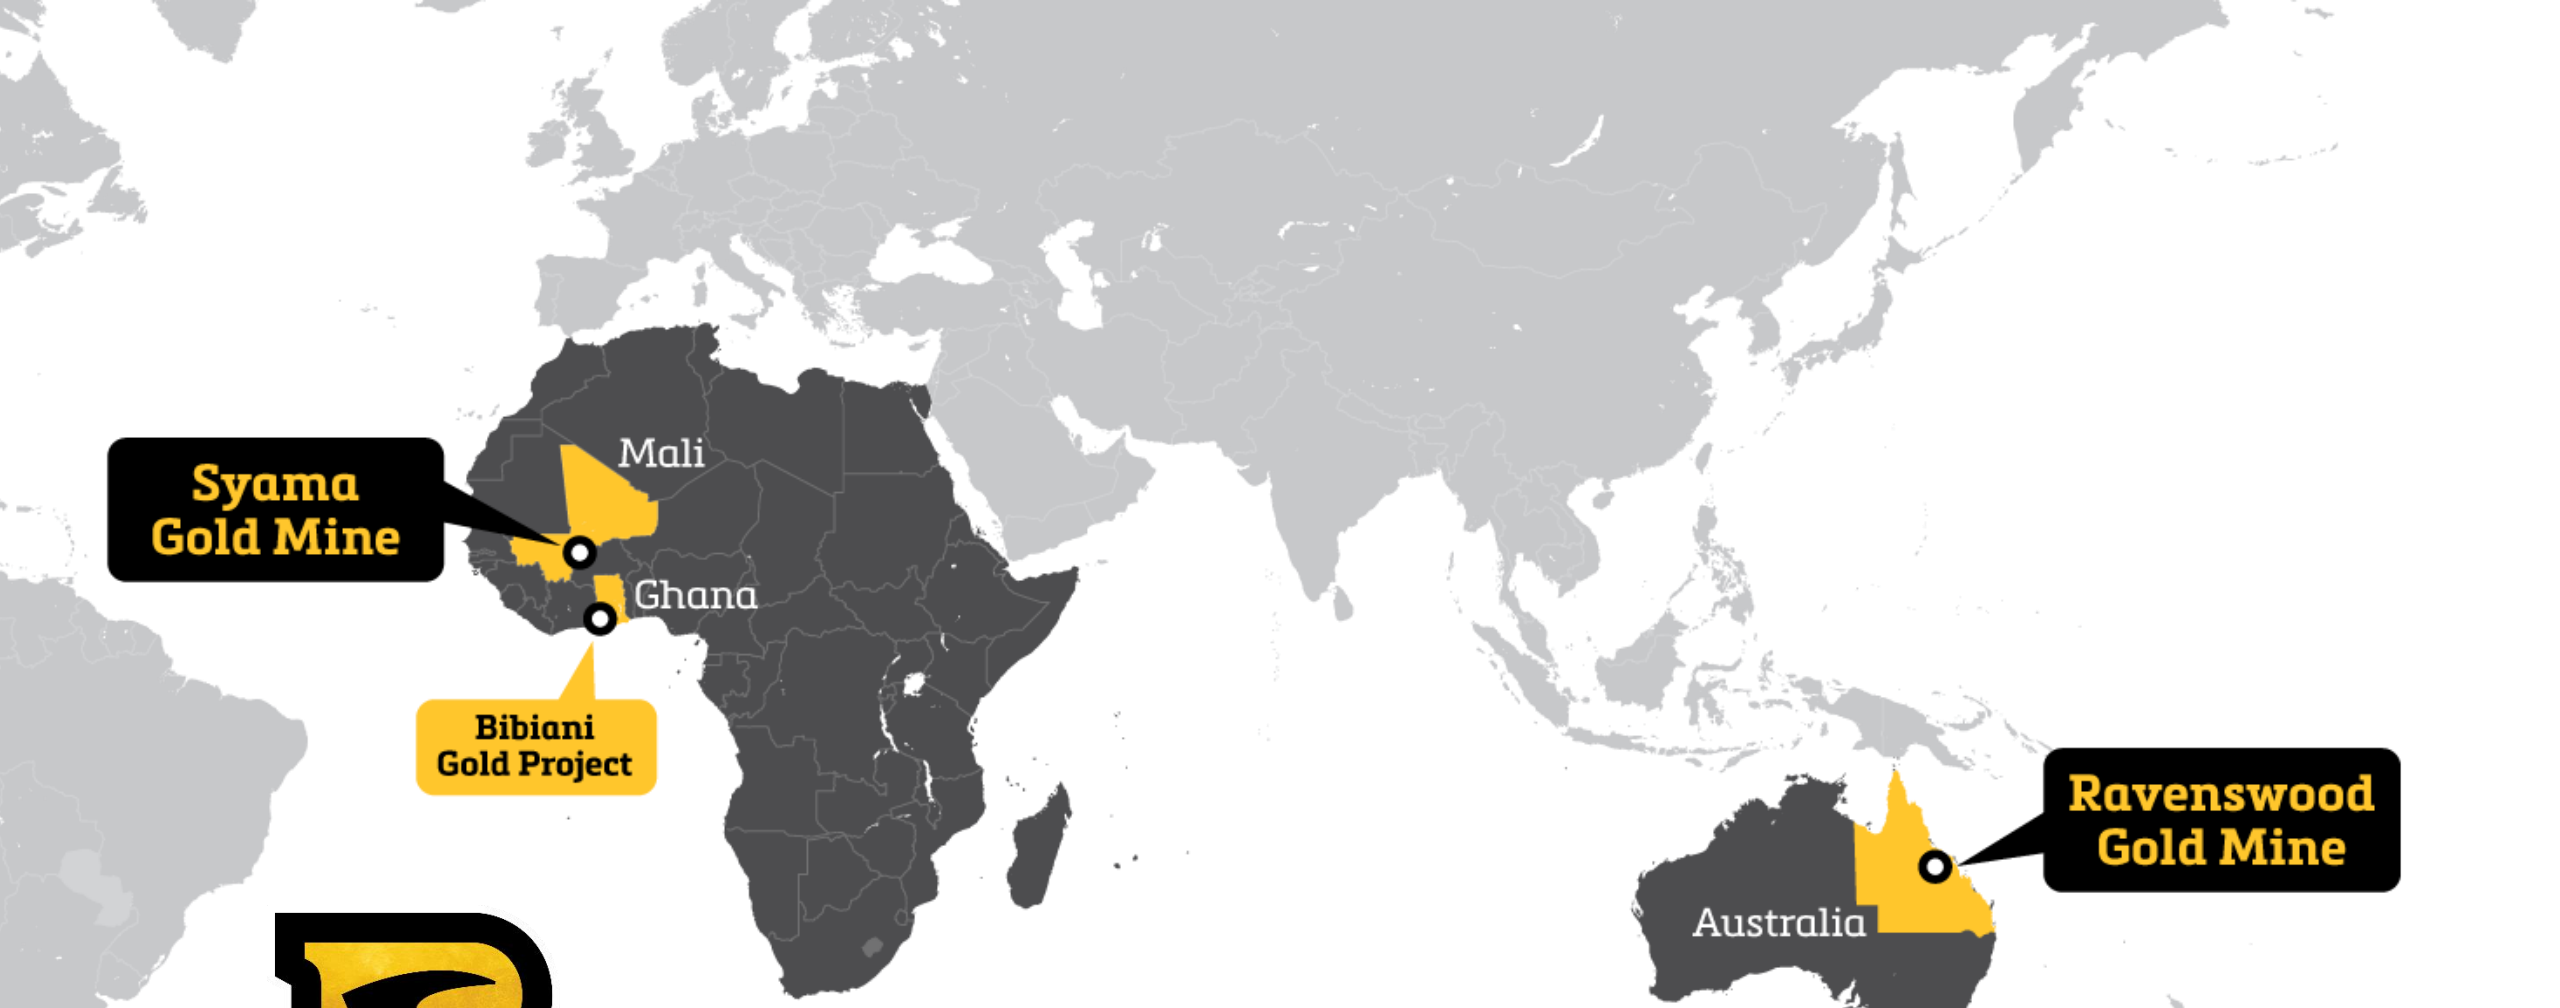 Mali
Syama
Gold Mine
Ghana
Bibiani
Gold Project
Ravenswood
Gold Mine
Australia